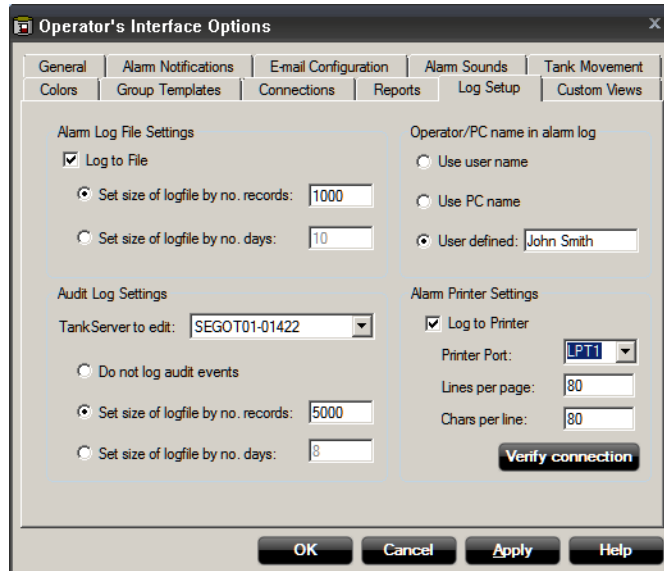 Operator's Interface Options
x
General
Alarm Notifications
E-mail Configuration
Alarm Sounds
Tank Movement
Colors
Group Templates
Connections
Reports
Log Setup
Custom Views
Alarm Log File Settings
Log to File
Set size of logfile by no. records: 1000
Set size of logfile by no. days: 10
Operator/PC name in alarm log
Use user name
Use PC name
User defined: John Smith
Audit Log Settings
TankServer to edit: SEGOT01-01422
Do not log audit events
Set size of logfile by no. records: 5000
Set size of logfile by no. days: 8
Alarm Printer Settings
Log to Printer
Printer Port: LPT1
Lines per page: 80
Chars per line: 80
Verify connection
OK
Cancel
Apply
Help